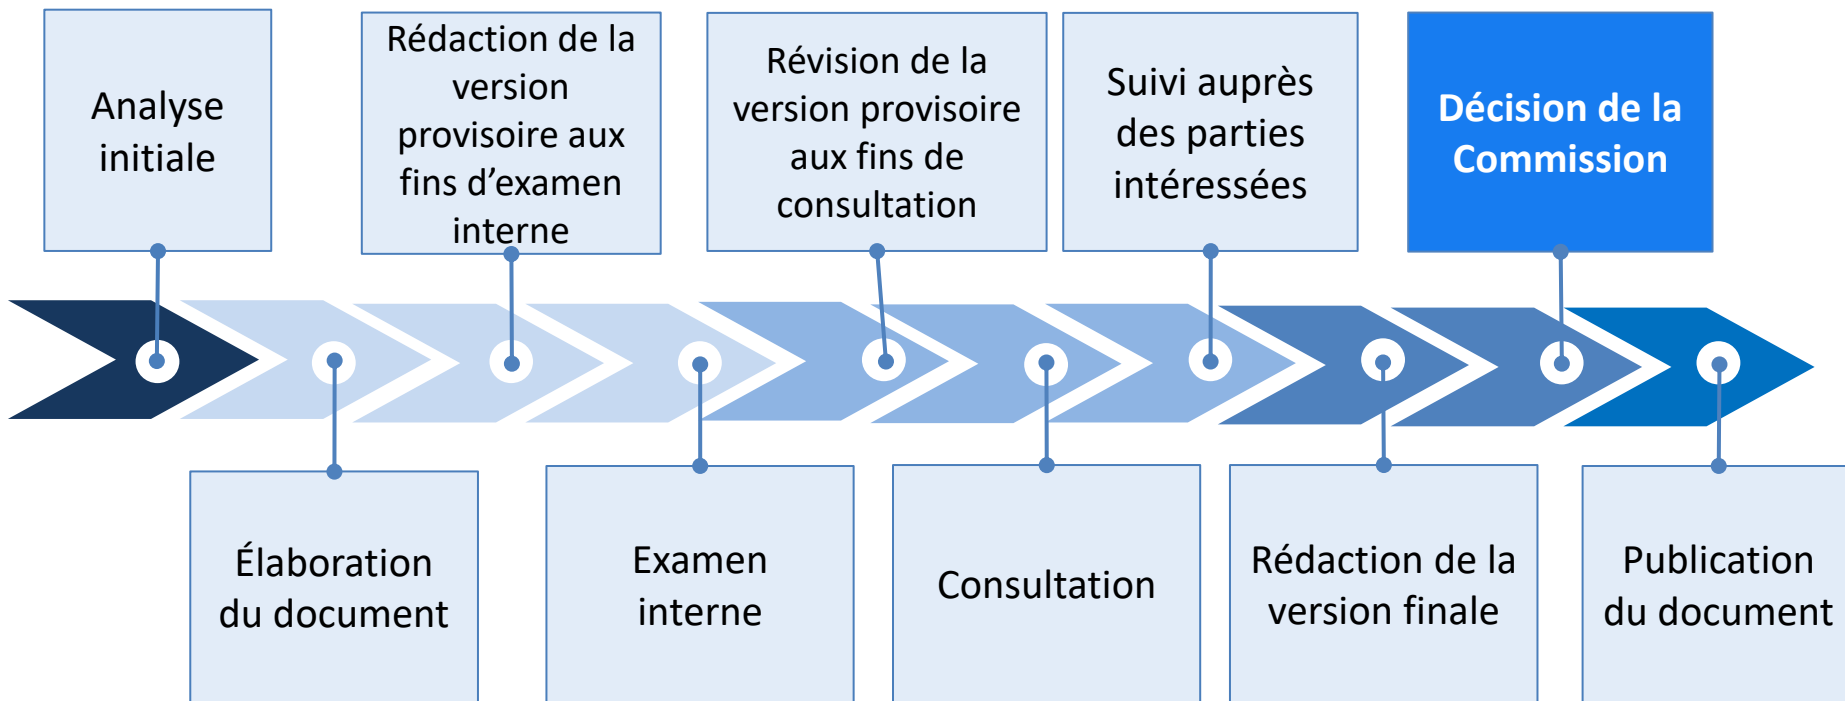 Analyse
initiale
Rédaction de la
version
provisoire aux
fins d’examen
interne
Révision de la
version provisoire
aux fins de
consultation
Suivi auprès
des parties
intéressées
Décision de la
Commission
Élaboration
du document
Examen
interne
Consultation
Rédaction de la
version finale
Publication
du document